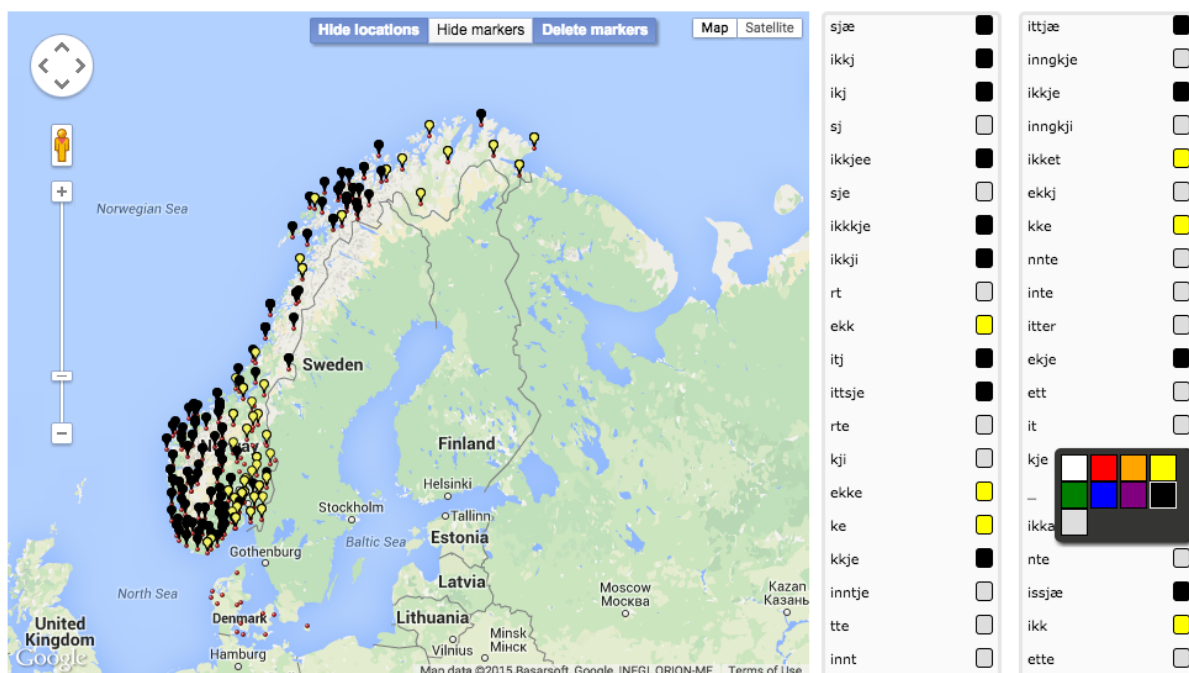 Hide locations Hide markers Delete markers
Map Satellite
Norwegian Sea
Sweden
Norway
Finland
Helsinki
Stockholm
Tallinn
Estonia
Baltic Sea
Gothenburg
North Sea
Latvia
Moscow
Москва
Kazan
Казань
Denmark
Lithuania
United
Kingdom
Minsk
Минск
Vilnius
Hamburg
Google
Map data ©2015 Basarsoft, Google, INEGI, ORION-ME Terms of Use
sjæ
ikkj
ikj
sj
ikkjee
sje
ikkkje
ikkji
rt
ekk
itj
ittsje
rte
kji
ekke
ke
kkje
inntje
tte
innt
ittjæ
inngkje
ikkje
inngkji
ikket
ekkj
kke
nnte
inte
itter
ekje
ett
it
kje
_
ikka
nte
issjæ
ikk
ette